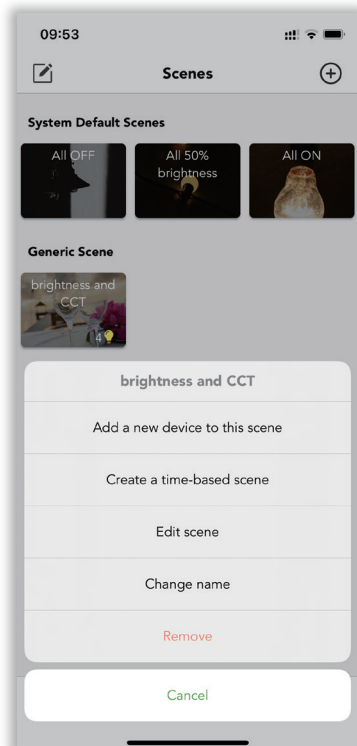 09:53
Scenes
System Default Scenes
All OFF
All 50%
brightness
All ON
Generic Scene
brightness and
CCT
4
brightness and CCT
Add a new device to this scene
Create a time-based scene
Edit scene
Change name
Remove
Cancel